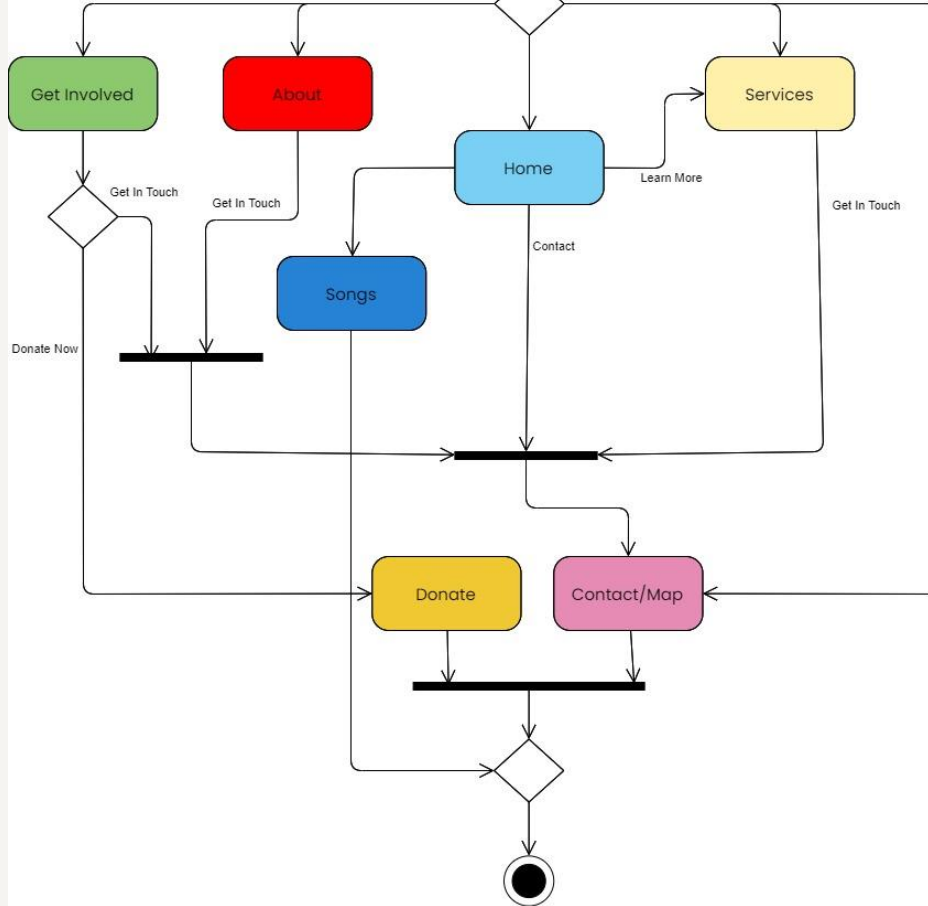 Get Involved
About
Services
Home
Learn More
Get In Touch
Get In Touch
Get In Touch
Contact
Songs
Donate Now
Donate
Contact/Map